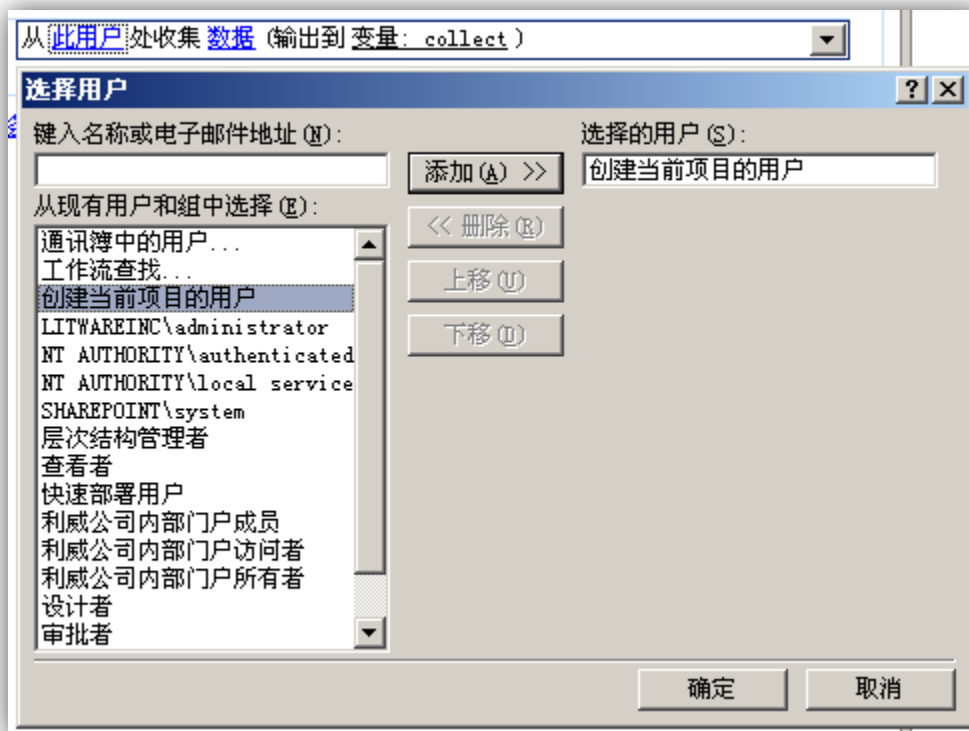 从 此用户 处收集 数据 (输出到 变量: collect )
选择用户
键入名称或电子邮件地址(N):
选择的用户(S):
添加(A) >>
创建当前项目的用户
从现有用户和组中选择(E):
<< 删除(R)
上移(U)
下移(D)
通讯簿中的用户...
工作流查找...
创建当前项目的用户
LITWAREINC\administrator
NT AUTHORITY\authenticated
NT AUTHORITY\local service
SHAREPOINT\system
层次结构管理者
查看者
快速部署用户
利威公司内部门户成员
利威公司内部门户访问者
利威公司内部门户所有者
设计者
审批者
确定
取消